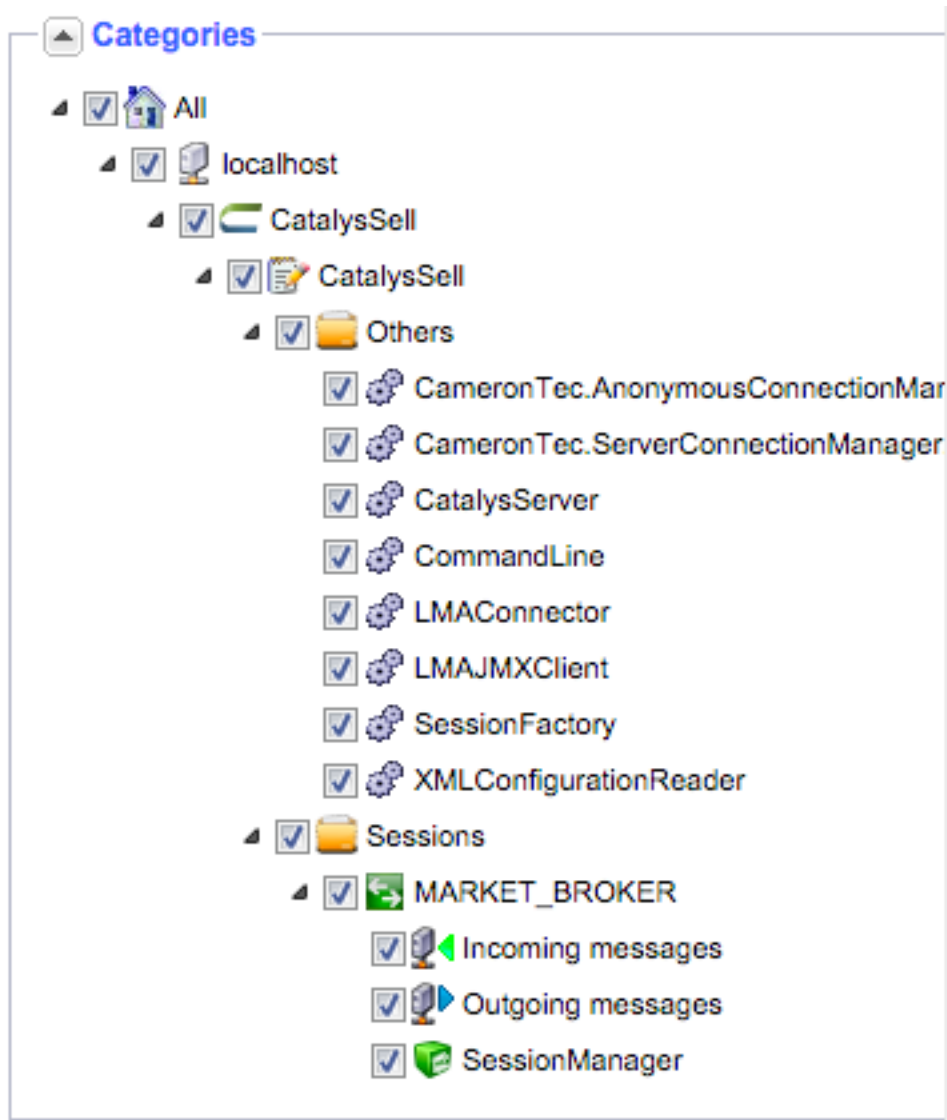 Categories
All
localhost
CatalysSell
CatalysSell
Others
CameronTec.AnonymousConnectionMar
CameronTec.ServerConnectionManager
CatalysServer
CommandLine
LMAConnector
LMAJMXClient
SessionFactory
XMLConfigurationReader
Sessions
MARKET_BROKER
Incoming messages
Outgoing messages
SessionManager